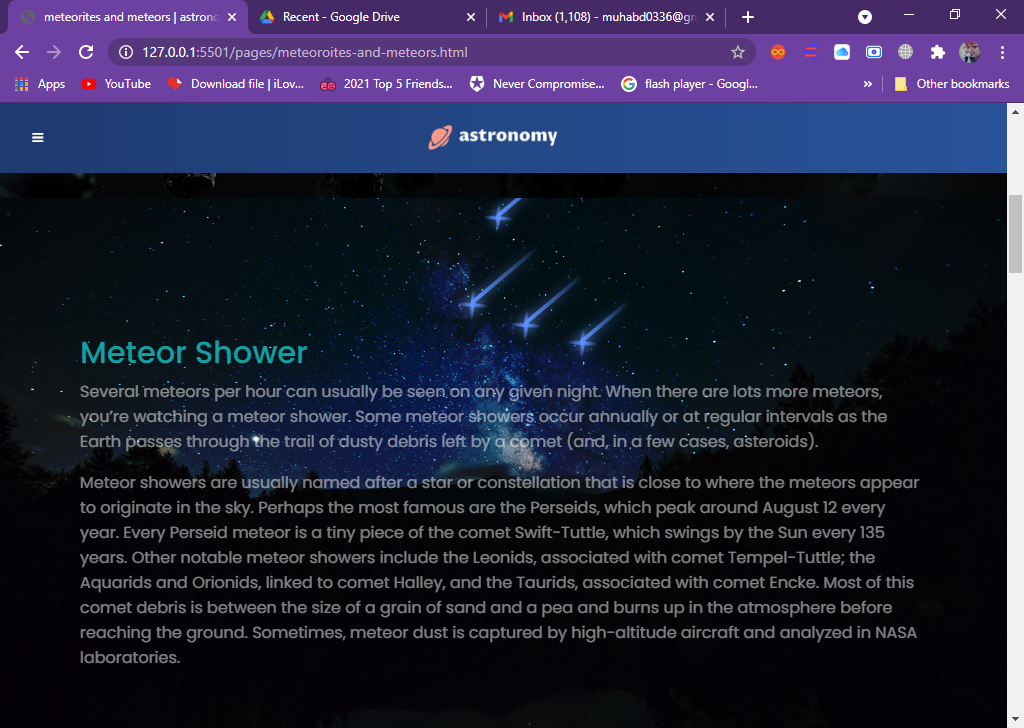 meteorites and meteors | astrono
Recent - Google Drive
Inbox (1,108) - muhabd0336@gm
127.0.0.1:5501/pages/meteoroites-and-meteors.html
Apps
YouTube
Download file | iLov...
2021 Top 5 Friends...
Never Compromise...
flash player - Googl...
»
Other bookmarks
astronomy
Meteor Shower
Several meteors per hour can usually be seen on any given night. When there are lots more meteors,
you’re watching a meteor shower. Some meteor showers occur annually or at regular intervals as the
Earth passes through the trail of dusty debris left by a comet (and, in a few cases, asteroids).
Meteor showers are usually named after a star or constellation that is close to where the meteors appear
to originate in the sky. Perhaps the most famous are the Perseids, which peak around August 12 every
year. Every Perseid meteor is a tiny piece of the comet Swift-Tuttle, which swings by the Sun every 135
years. Other notable meteor showers include the Leonids, associated with comet Tempel-Tuttle; the
Aquarids and Orionids, linked to comet Halley, and the Taurids, associated with comet Encke. Most of this
comet debris is between the size of a grain of sand and a pea and burns up in the atmosphere before
reaching the ground. Sometimes, meteor dust is captured by high-altitude aircraft and analyzed in NASA
laboratories.